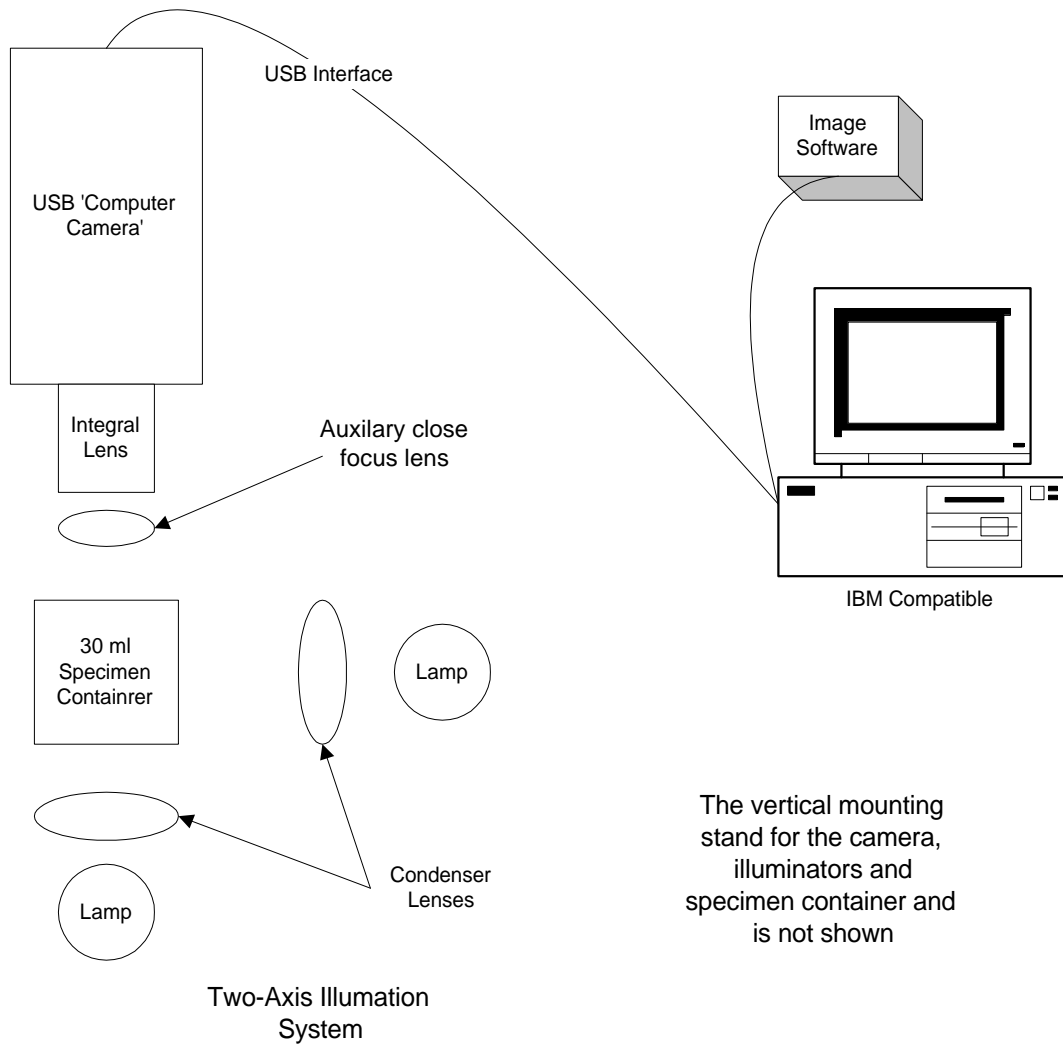 USB Interface
Image
Software
USB 'Computer
Camera'
Integral
Lens
Auxilary close
focus lens
IBM Compatible
30 ml
Specimen
Containrer
Lamp
Condenser
Lenses
Lamp
The vertical mounting
stand for the camera,
illuminators and
specimen container and
is not shown
Two-Axis Illumation
System